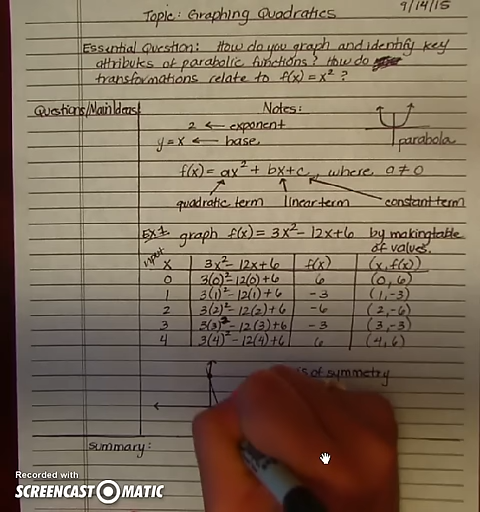 Topic: Graphing Quadratics
9/14/15
Essential Question: How do you graph and identify key
attributes of parabolic functions? How do
transformations relate to f(x) = x² ?
Questions/Main Ideas
Notes:
2 ← exponent
y = x ← base
parabola
f(x) = ax² + bx + c, where a ≠ 0
quadratic term linear term constant term
Ex 1 graph f(x) = 3x² - 12x + 6 by making table
of values.
input
x 3x² - 12x + 6 f(x) (x, f(x))
0 3(0)² - 12(0) + 6 6 (0, 6)
1 3(1)² - 12(1) + 6 -3 (1, -3)
2 3(2)² - 12(2) + 6 -6 (2, -6)
3 3(3)² - 12(3) + 6 -3 (3, -3)
4 3(4)² - 12(4) + 6 6 (4, 6)
of symmetry
Summary:
Recorded with
SCREENCAST-O-MATIC